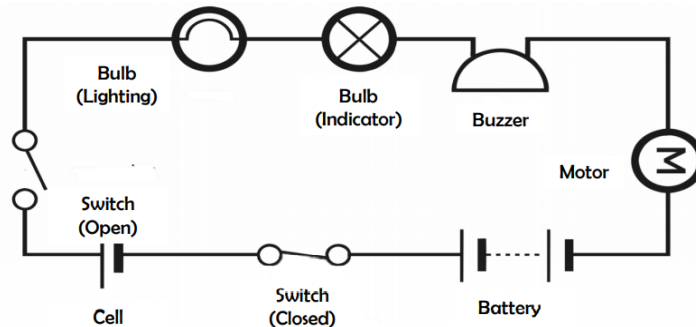 Bulb
(Lighting)
Bulb
(Indicator)
Buzzer
M
Motor
Switch
(Open)
Cell
Switch
(Closed)
Battery